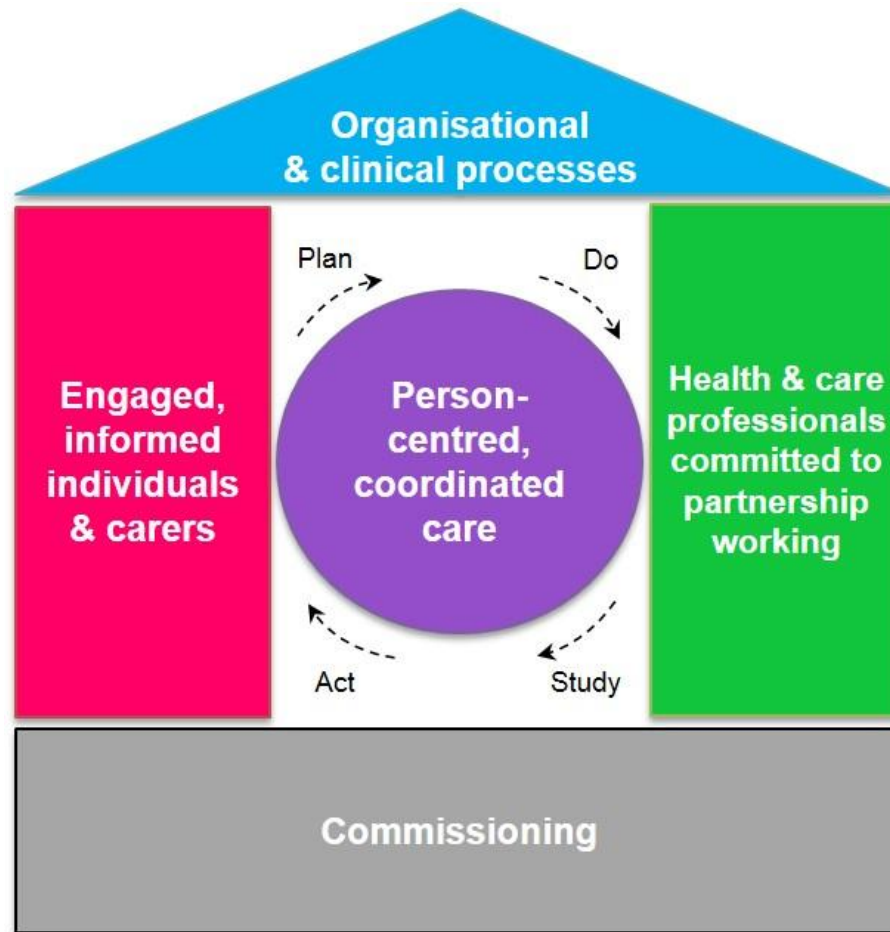 Organisational
& clinical processes
Plan
Do
Engaged,
informed
individuals
& carers
Person-
centred,
coordinated
care
Health & care
professionals
committed to
partnership
working
Act
Study
Commissioning